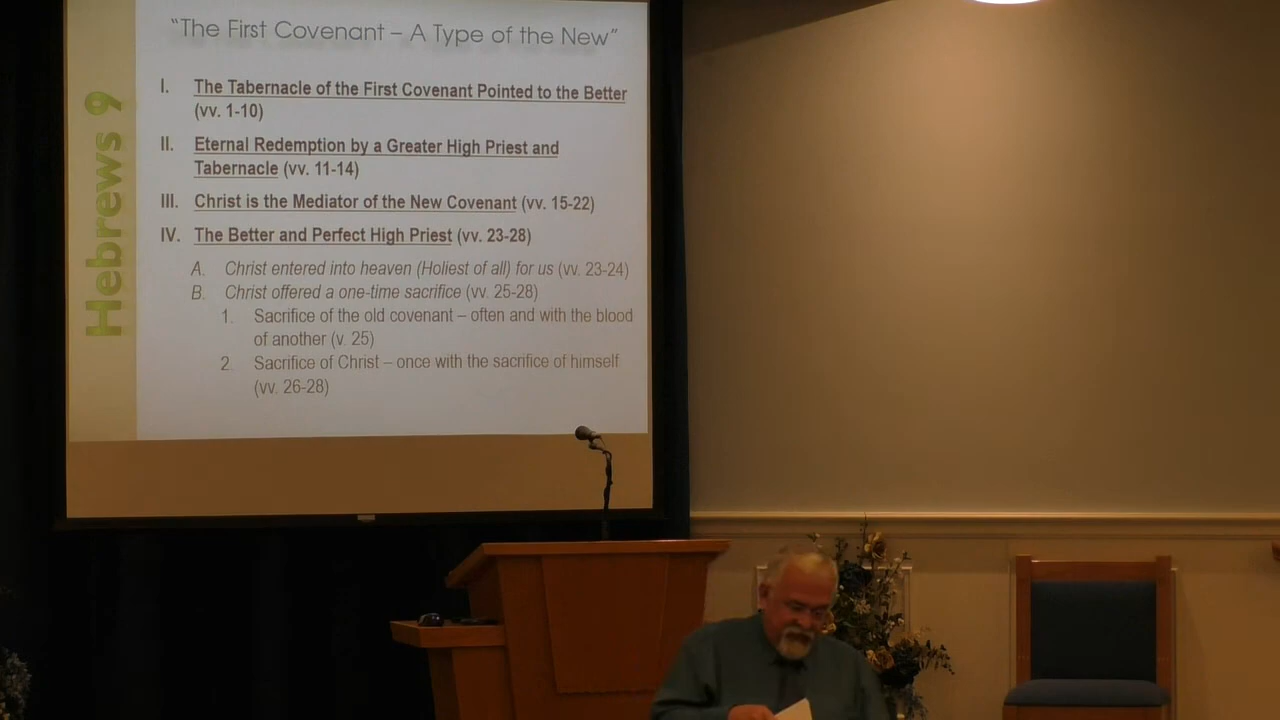 "The First Covenant – A Type of the New"
Hebrews 9
I. The Tabernacle of the First Covenant Pointed to the Better
(vv. 1-10)
II. Eternal Redemption by a Greater High Priest and
Tabernacle (vv. 11-14)
III. Christ is the Mediator of the New Covenant (vv. 15-22)
IV. The Better and Perfect High Priest (vv. 23-28)
A. Christ entered into heaven (Holiest of all) for us (vv. 23-24)
B. Christ offered a one-time sacrifice (vv. 25-28)
1. Sacrifice of the old covenant – often and with the blood
of another (v. 25)
2. Sacrifice of Christ – once with the sacrifice of himself
(vv. 26-28)